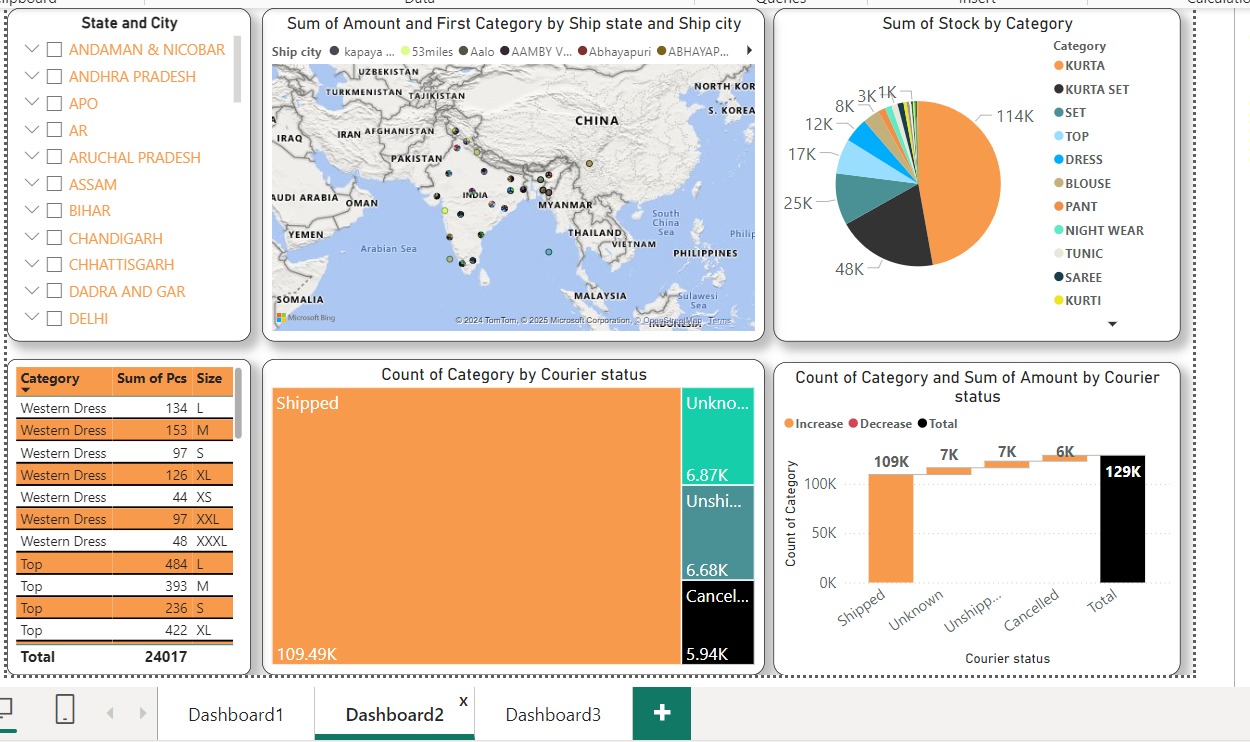 Data
Queries
Insert
State and City
ANDAMAN & NICOBAR
ANDHRA PRADESH
APO
AR
ARUCHAL PRADESH
ASSAM
BIHAR
CHANDIGARH
CHHATTISGARH
DADRA AND GAR
DELHI
Sum of Amount and First Category by Ship state and Ship city
Ship city kapaya ... 53miles Aalo AAMBY V... Abhayapuri ABHAYAP...
UZBEKISTAN
TURKMENISTAN
TAJIKISTAN
NORTH KOR
S. KOREA
CHINA
IRAQ
IRAN
AFGHANISTAN
PAKISTAN
AUDI ARABIA
OMAN
INDIA
MYANMAR
YEMEN
Arabian Sea
THAILAND
VIETNAM
South
China
Sea
Philip
PHILIPPINES
SOMALIA
MALAYSIA
Sulawesi
Sea
INDONESIA
Microsoft Bing
© 2024 TomTom, © 2025 Microsoft Corporation, © OpenStreetMap Terms
Sum of Stock by Category
114K
48K
25K
17K
12K
8K
3K
1K
Category
KURTA
KURTA SET
SET
TOP
DRESS
BLOUSE
PANT
NIGHT WEAR
TUNIC
SAREE
KURTI
Category Sum of Pcs Size
Western Dress 134 L
Western Dress 153 M
Western Dress 97 S
Western Dress 126 XL
Western Dress 44 XS
Western Dress 97 XXL
Western Dress 48 XXXL
Top 484 L
Top 393 M
Top 236 S
Top 422 XL
Total 24017
Count of Category by Courier status
Shipped
109.49K
Unkno...
6.87K
Unshi...
6.68K
Cancel...
5.94K
Count of Category and Sum of Amount by Courier
status
Increase Decrease Total
Count of Category
100K
50K
0K
109K
7K
7K
6K
129K
Shipped
Unknown
Unshipp...
Cancelled
Total
Courier status
Dashboard1
Dashboard2 x
Dashboard3
+